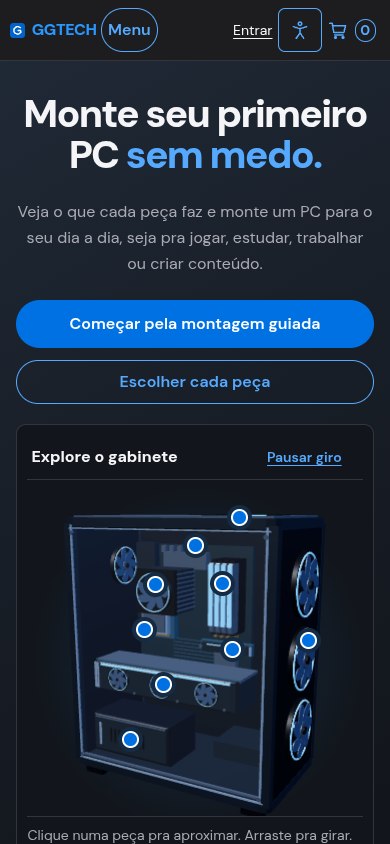 G GGTECH Menu Entrar 0
Monte seu primeiro
PC sem medo.
Veja o que cada peça faz e monte um PC para o
seu dia a dia, seja pra jogar, estudar, trabalhar
ou criar conteúdo.
Começar pela montagem guiada
Escolher cada peça
Explore o gabinete Pausar giro
Clique numa peça pra aproximar. Arraste pra girar.